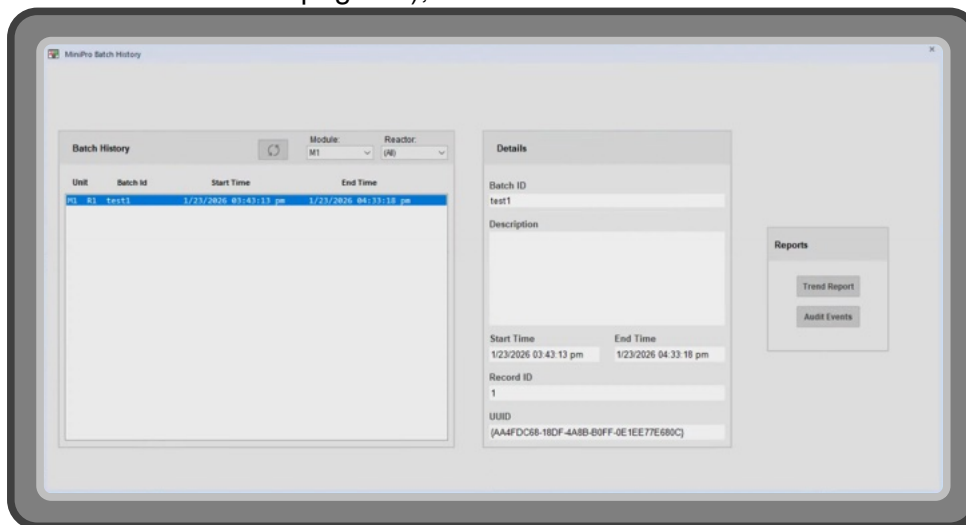 MiniPro Batch History
Batch History
Module:
Reactor:
M1
(All)
Unit Batch Id Start Time End Time
M1 R1 test1 1/23/2026 03:43:13 pm 1/23/2026 04:33:18 pm
Details
Batch ID
test1
Description
Start Time End Time
1/23/2026 03:43:13 pm 1/23/2026 04:33:18 pm
Record ID
1
UUID
{AA4FDC68-18DF-4A8B-B0FF-0E1EE77E680C}
Reports
Trend Report
Audit Events